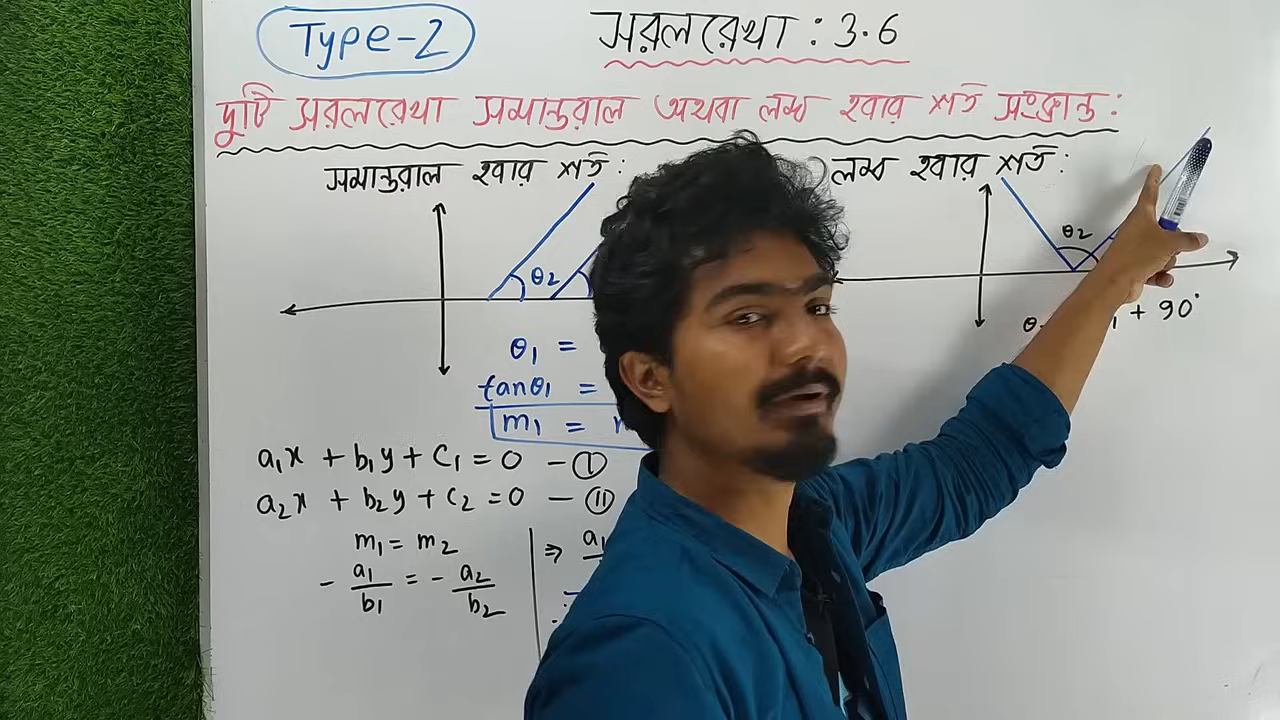 Type-2
সরলরেখা : 3.6
দুটি সরলরেখা সমান্তরাল অথবা লম্ব হবার শর্ত সংক্রান্ত :
সমান্তরাল হবার শর্ত :
θ2
θ1 =
tanθ1 =
m1 =
a1x + b1y + c1 = 0 — (I)
a2x + b2y + c2 = 0 — (II)
m1 = m2
- a1/b1 = - a2/b2
⇒ a1
লম্ব হবার শর্ত :
θ2
1 + 90°